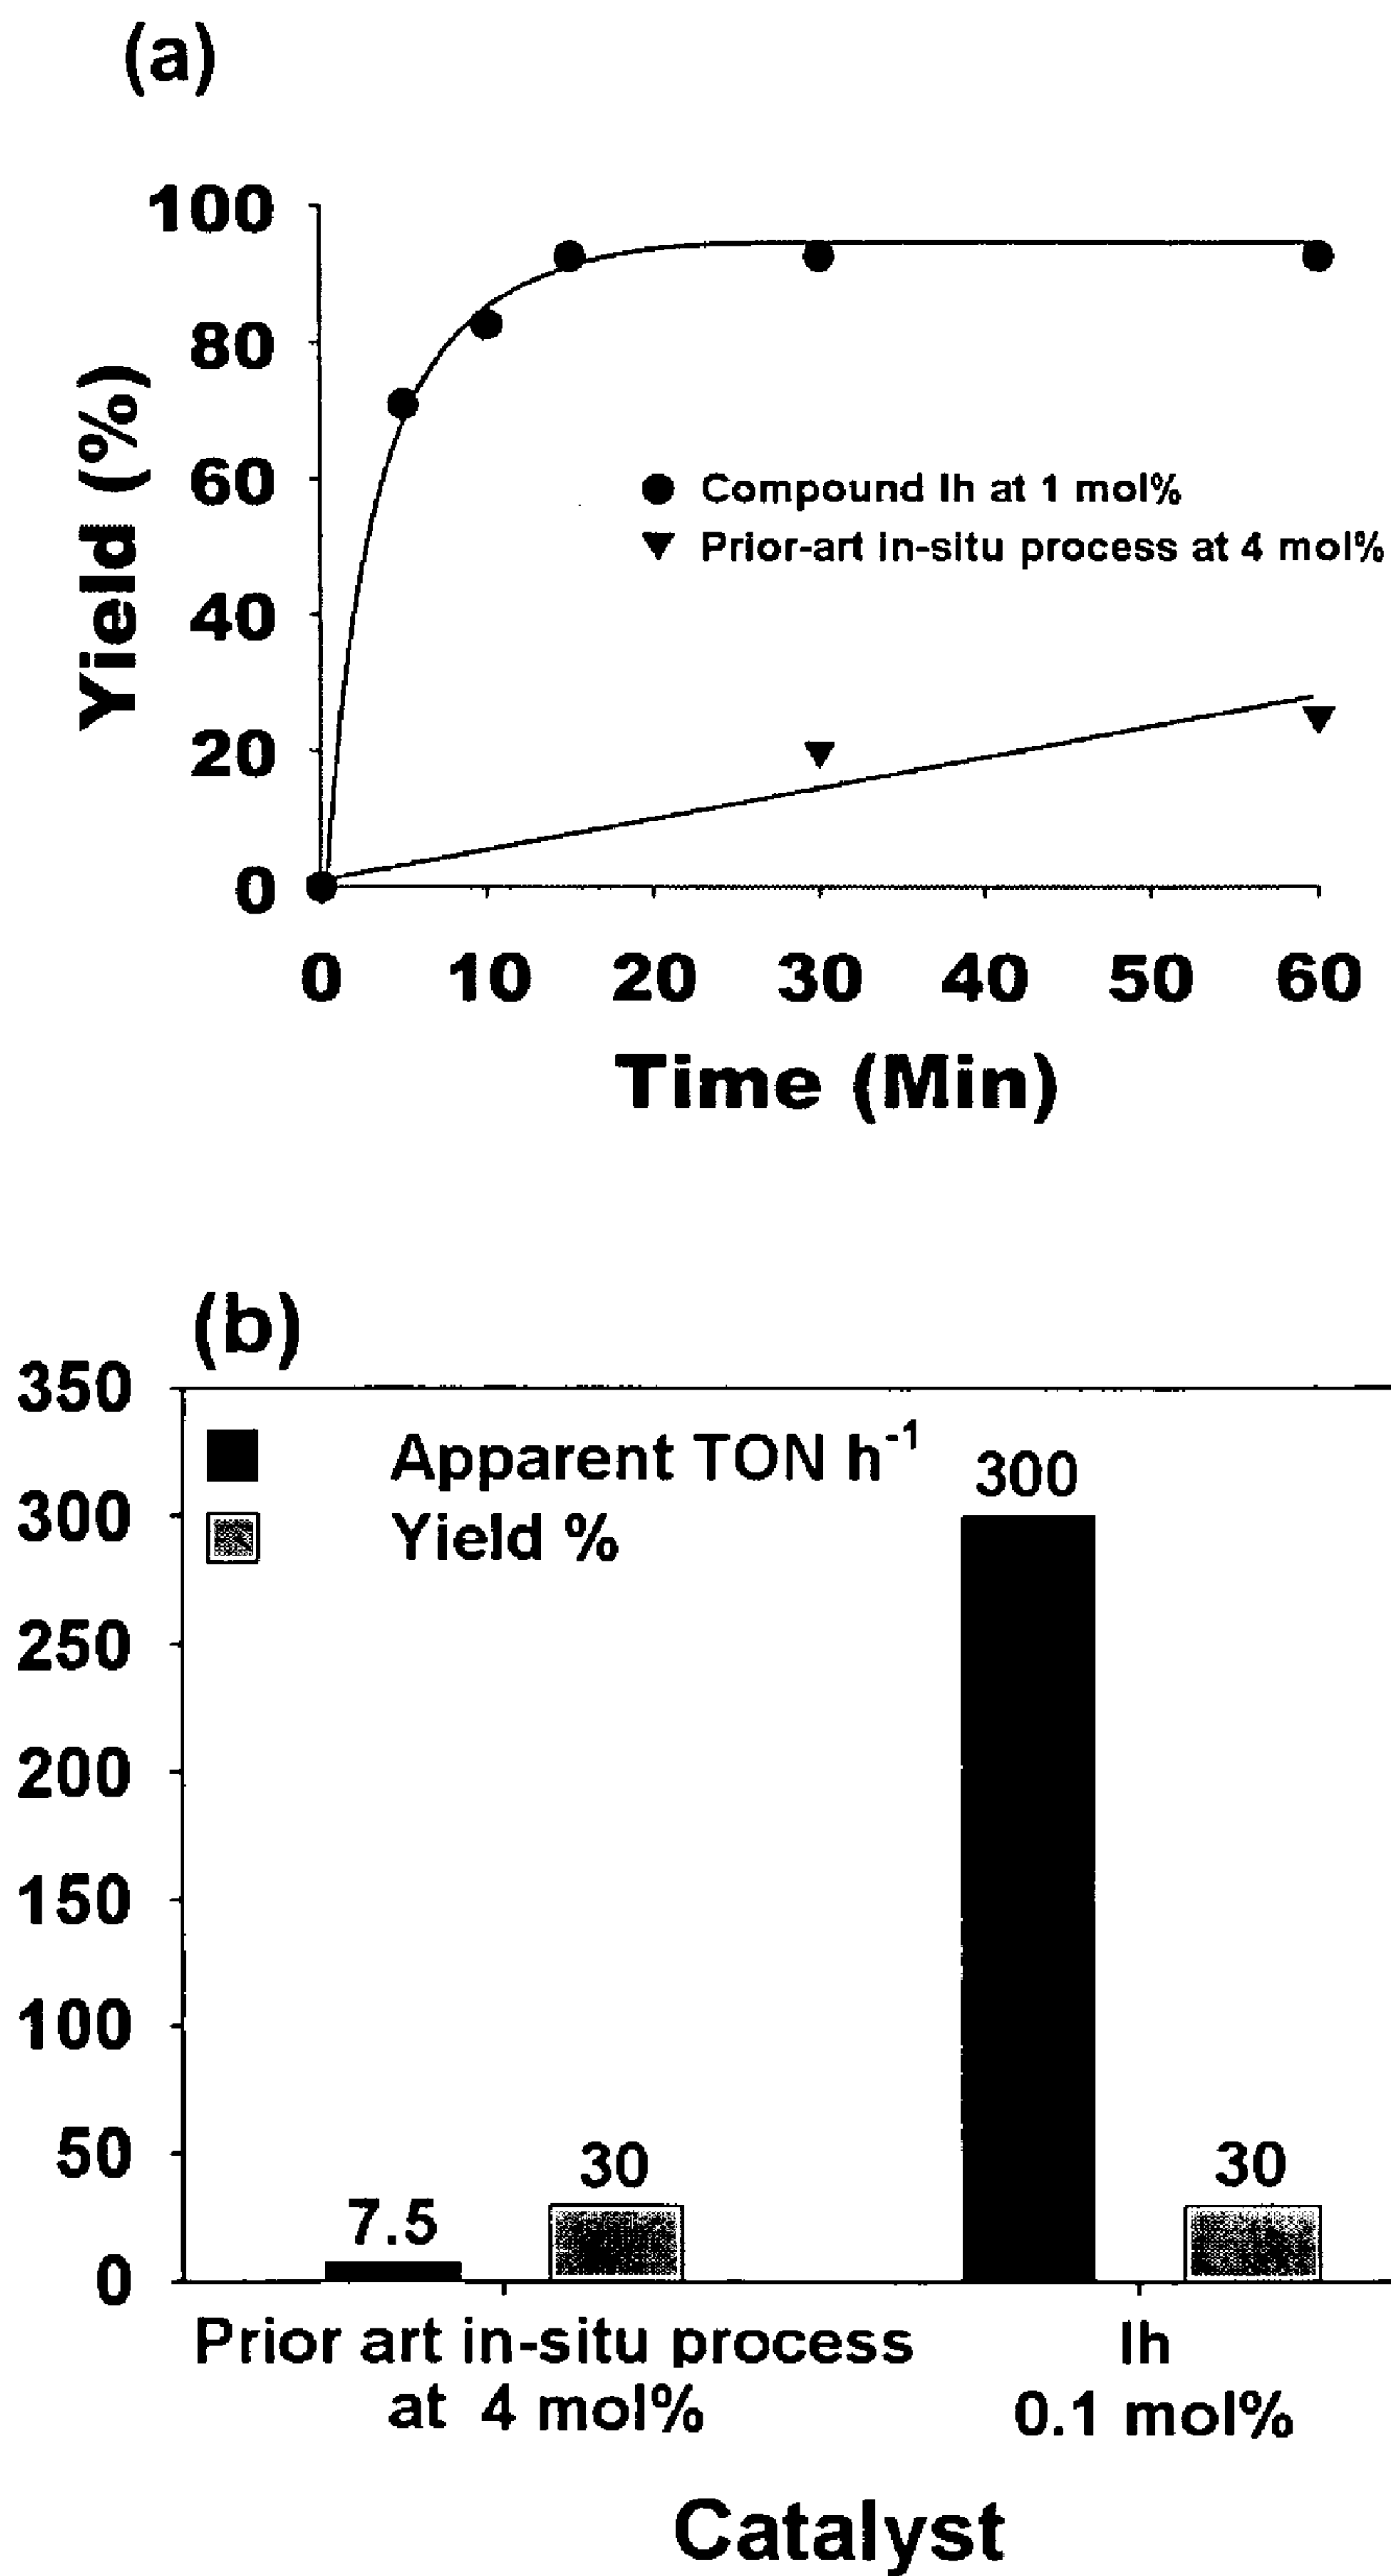 (a)
100
80
60
40
20
0
Yield (%)
Compound Ih at 1 mol%
Prior-art in-situ process at 4 mol%
0 10 20 30 40 50 60
Time (Min)
(b)
350
300
250
200
150
100
50
0
Apparent TON h⁻¹
Yield %
300
7.5
30
30
Prior art in-situ process
at 4 mol%
Ih
0.1 mol%
Catalyst